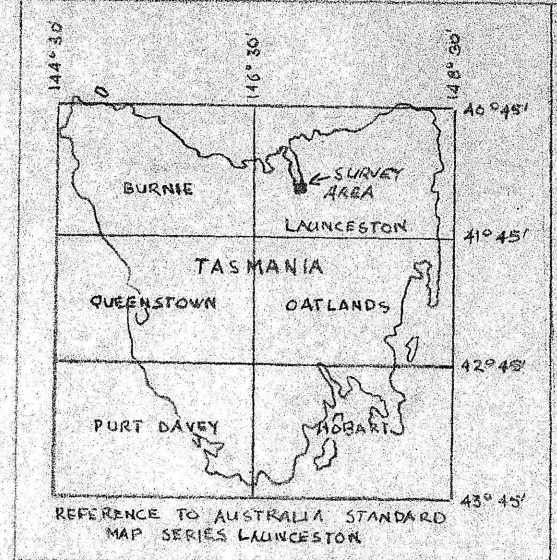 144° 30'
146° 30'
148° 30'
40° 45'
SURVEY
AREA
BURNIE
LAUNCESTON
41° 45'
TASMANIA
QUEENSTOWN
OATLANDS
42° 45'
PORT DAVEY
HOBART
43° 45'
REFERENCE TO AUSTRALIA STANDARD
MAP SERIES LAUNCESTON